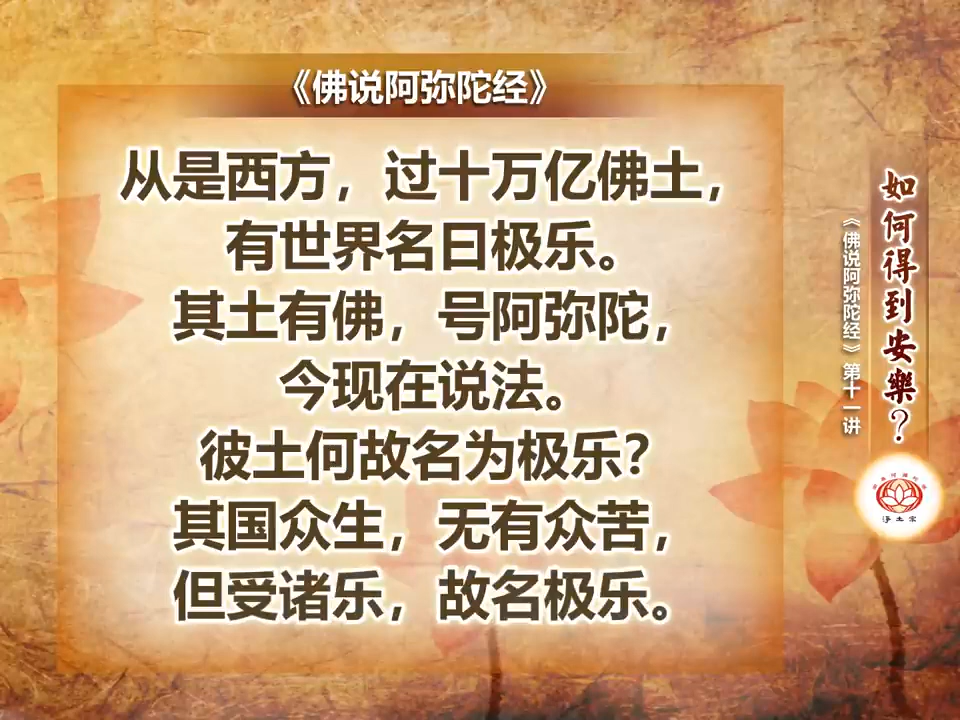 《佛说阿弥陀经》
从是西方，过十万亿佛土，
有世界名曰极乐。
其土有佛，号阿弥陀，
今现在说法。
彼土何故名为极乐？
其国众生，无有众苦，
但受诸乐，故名极乐。
如何得到安樂？
《佛说阿弥陀经》第十一讲
净土宗